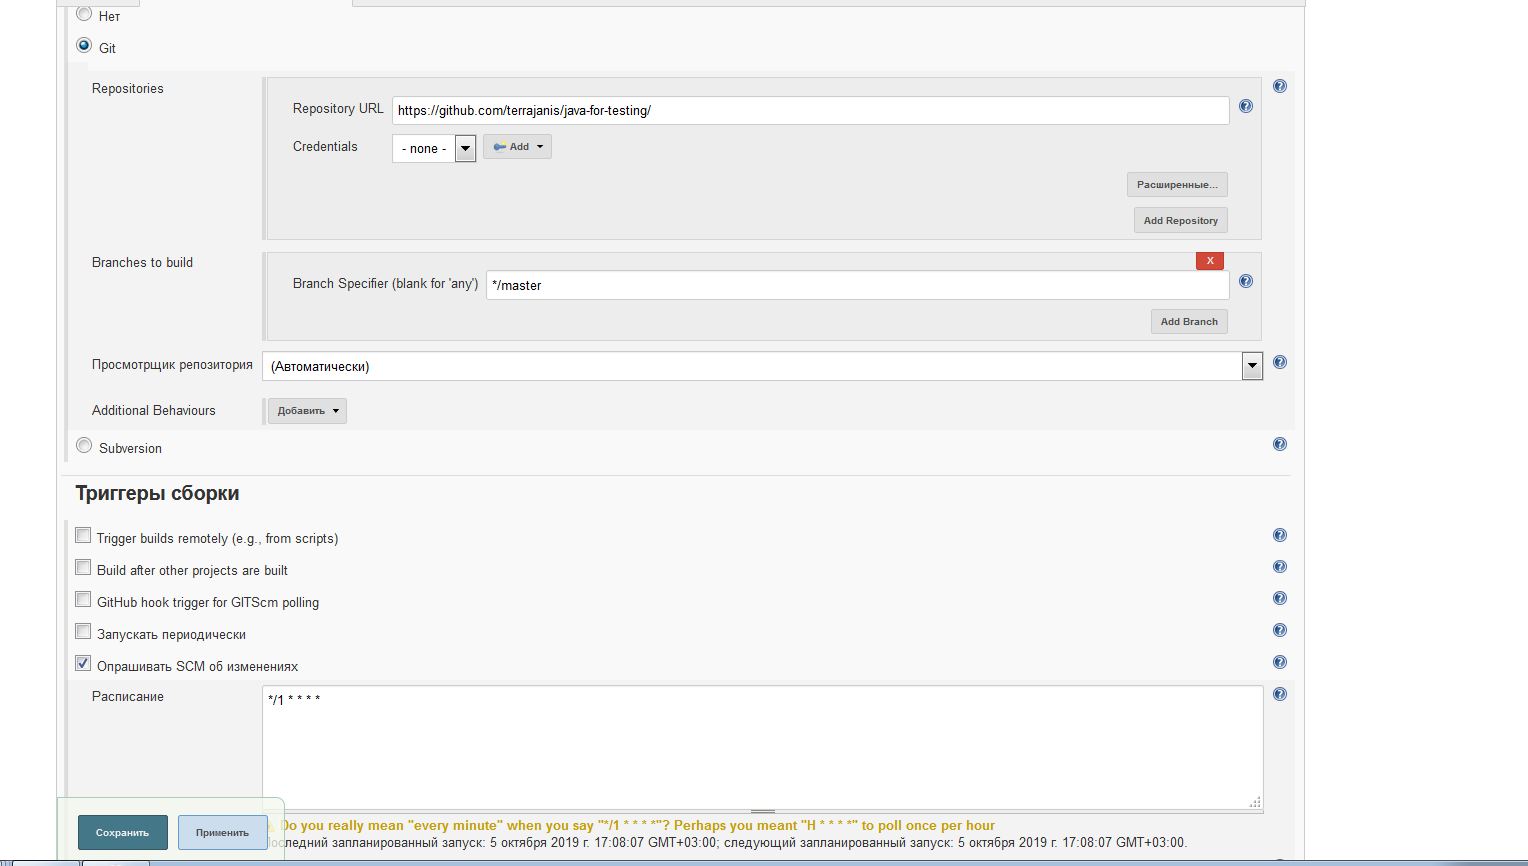 Нет
Git
Repositories
Repository URL
https://github.com/terrajanis/java-for-testing/
Credentials
- none -
Add
Расширенные...
Add Repository
Branches to build
X
Branch Specifier (blank for 'any')
*/master
Add Branch
Просмотрщик репозитория
(Автоматически)
Additional Behaviours
Добавить
Subversion
Триггеры сборки
Trigger builds remotely (e.g., from scripts)
Build after other projects are built
GitHub hook trigger for GITScm polling
Запускать периодически
Опрашивать SCM об изменениях
Расписание
*/1 * * * *
Сохранить
Применить
Do you really mean "every minute" when you say "*/1 * * * *"? Perhaps you meant "H * * * *" to poll once per hour
оследний запланированный запуск: 5 октября 2019 г. 17:08:07 GMT+03:00; следующий запланированный запуск: 5 октября 2019 г. 17:08:07 GMT+03:00.